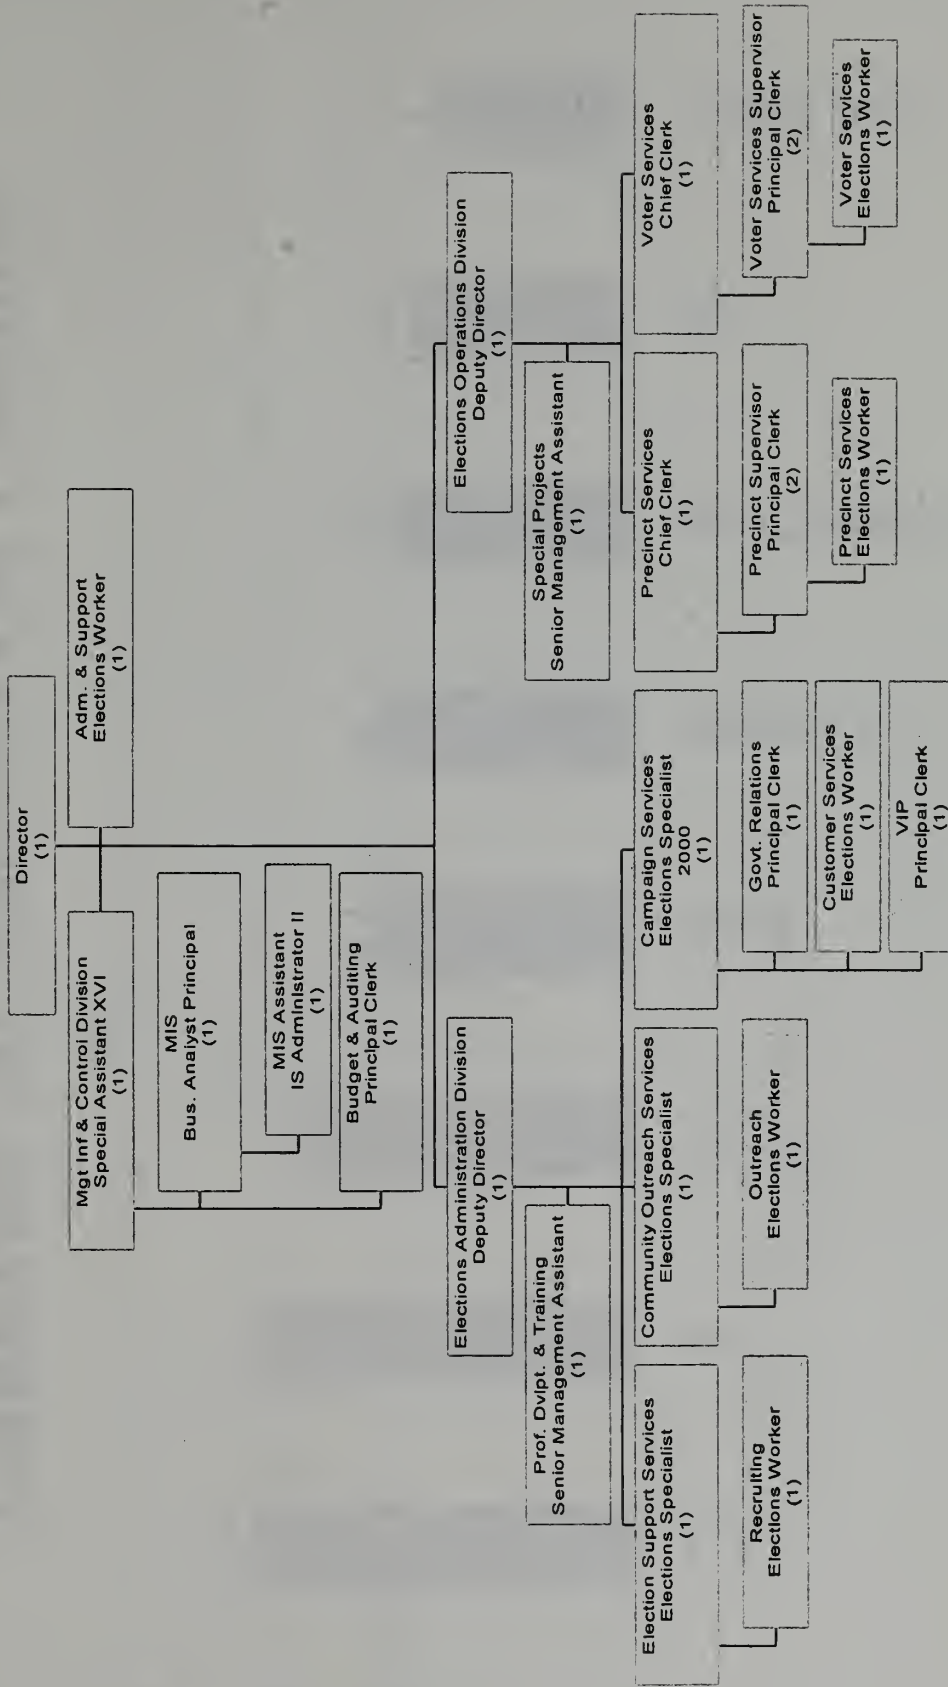 Director
(1)
Mgt Inf & Control Division
Special Assistant XVI
(1)
Adm. & Support
Elections Worker
(1)
MIS
Bus. Analyst Principal
(1)
MIS Assistant
IS Administrator II
(1)
Budget & Auditing
Principal Clerk
(1)
Elections Administration Division
Deputy Director
(1)
Elections Operations Division
Deputy Director
(1)
Prof. Dvlpt. & Training
Senior Management Assistant
(1)
Special Projects
Senior Management Assistant
(1)
Election Support Services
Elections Specialist
(1)
Community Outreach Services
Elections Specialist
(1)
Campaign Services
Elections Specialist
2000
(1)
Precinct Services
Chief Clerk
(1)
Voter Services
Chief Clerk
(1)
Recruiting
Elections Worker
(1)
Outreach
Elections Worker
(1)
Govt. Relations
Principal Clerk
(1)
Customer Services
Elections Worker
(1)
VIP
Principal Clerk
(1)
Precinct Supervisor
Principal Clerk
(2)
Precinct Services
Elections Worker
(1)
Voter Services Supervisor
Principal Clerk
(2)
Voter Services
Elections Worker
(1)